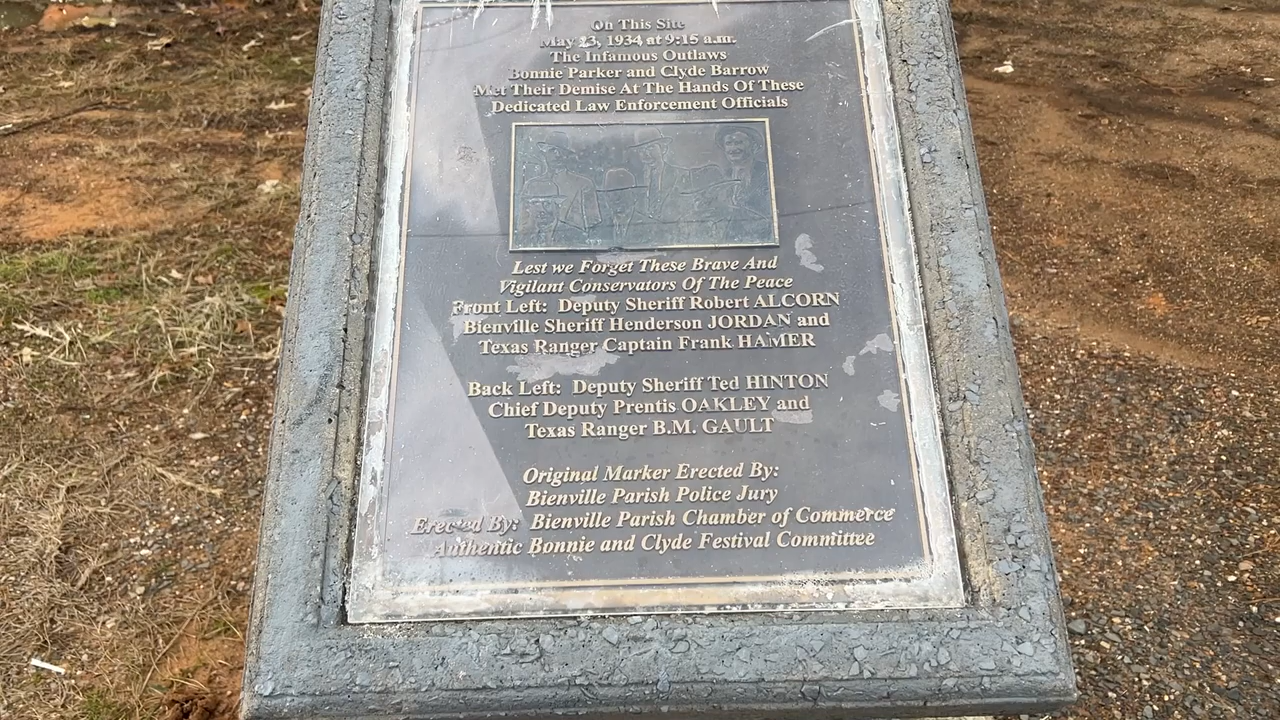 On This Site
May 23, 1934 at 9:15 a.m.
The Infamous Outlaws
Bonnie Parker and Clyde Barrow
Met Their Demise At The Hands Of These
Dedicated Law Enforcement Officials
Lest we Forget These Brave And
Vigilant Conservators Of The Peace
Front Left: Deputy Sheriff Robert ALCORN
Bienville Sheriff Henderson JORDAN and
Texas Ranger Captain Frank HAMER
Back Left: Deputy Sheriff Ted HINTON
Chief Deputy Prentis OAKLEY and
Texas Ranger B.M. GAULT
Original Marker Erected By:
Bienville Parish Police Jury
Erected By: Bienville Parish Chamber of Commerce
Authentic Bonnie and Clyde Festival Committee